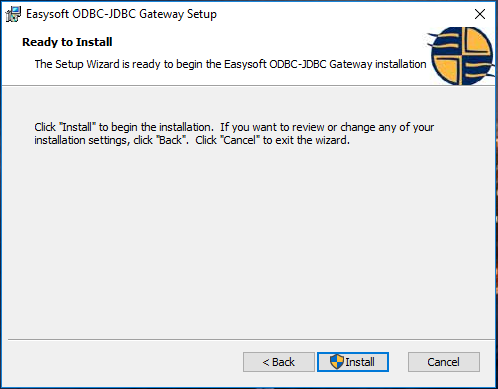 Easysoft ODBC-JDBC Gateway Setup
Ready to Install
The Setup Wizard is ready to begin the Easysoft ODBC-JDBC Gateway installation
Click "Install" to begin the installation.  If you want to review or change any of your
installation settings, click "Back".  Click "Cancel" to exit the wizard.
< Back
Install
Cancel